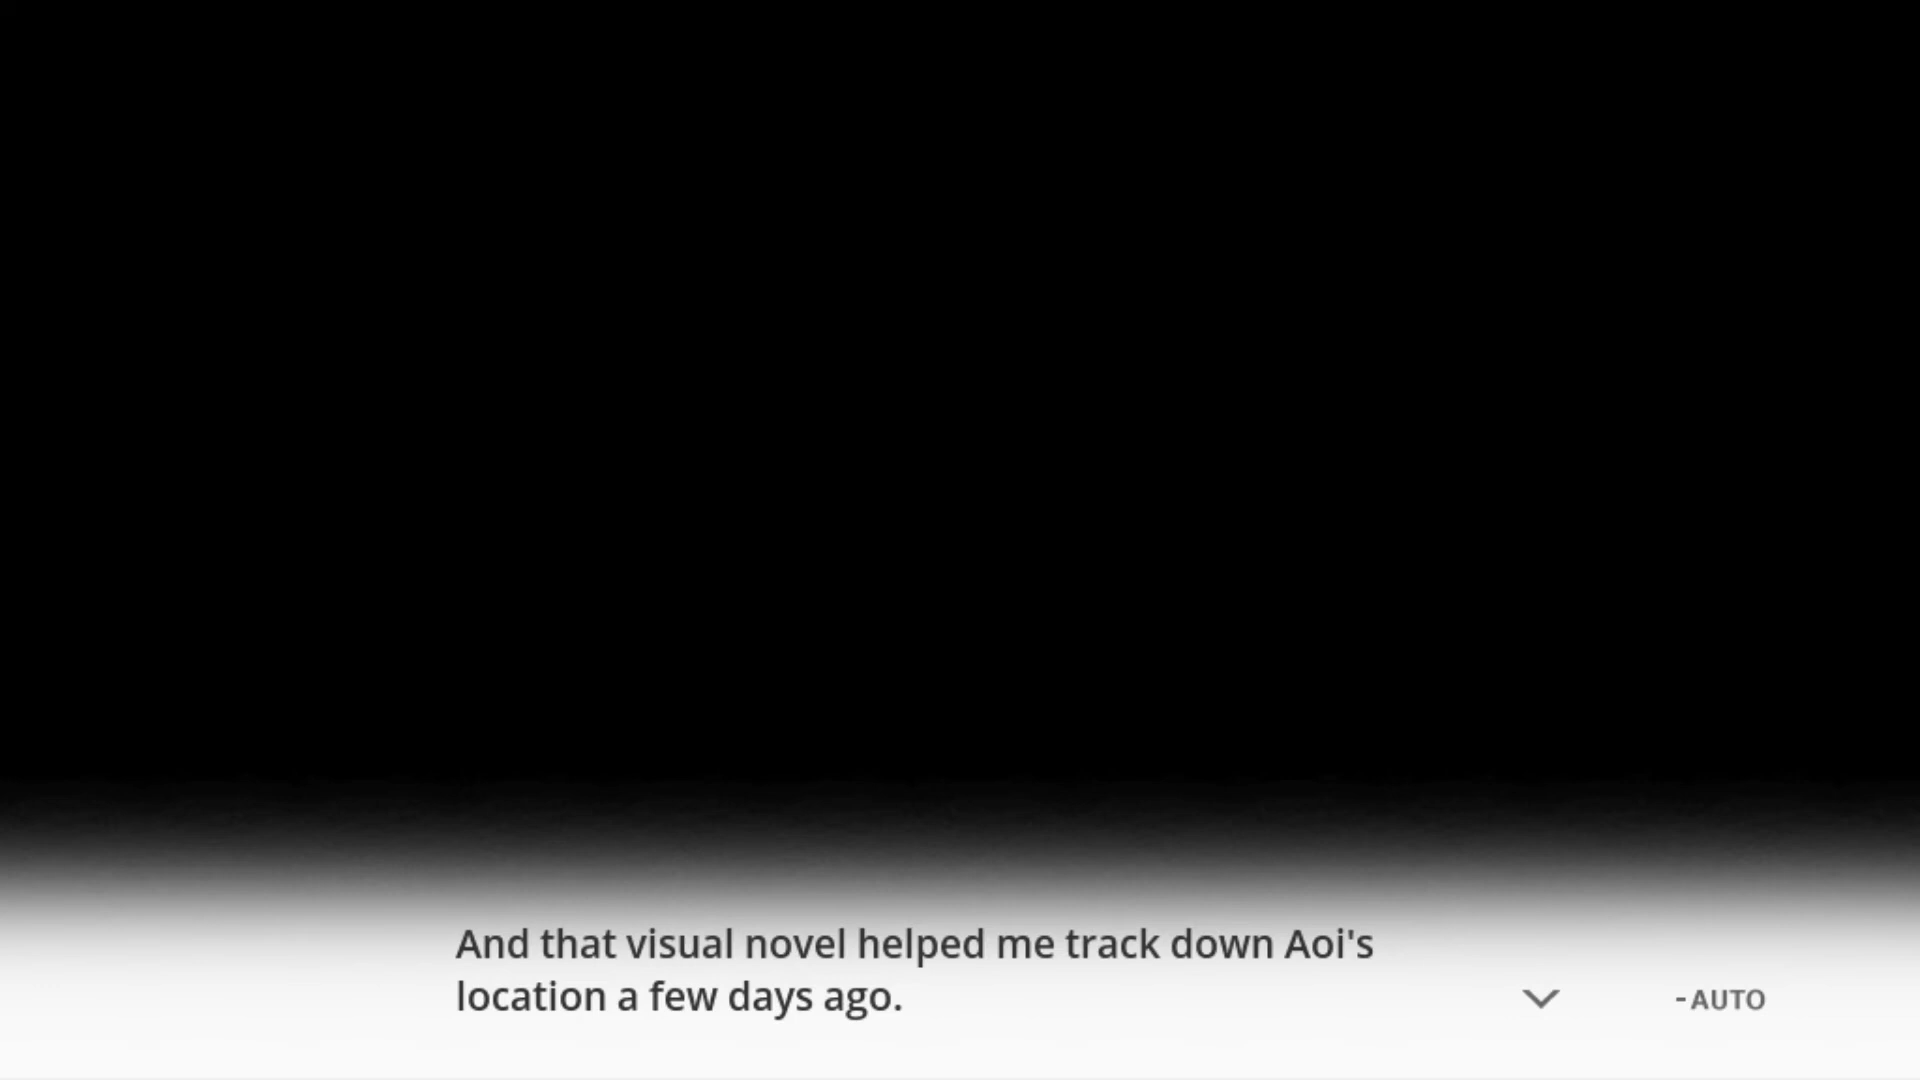 And that visual novel helped me track down Aoi's
location a few days ago.
-AUTO